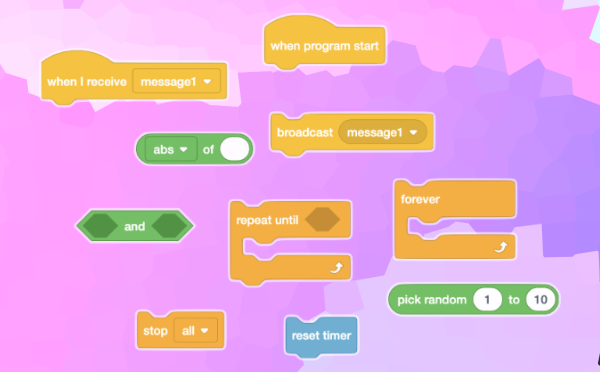 when program start
when I receive message1
broadcast message1
abs of
forever
and
repeat until
pick random 1 to 10
stop all
reset timer